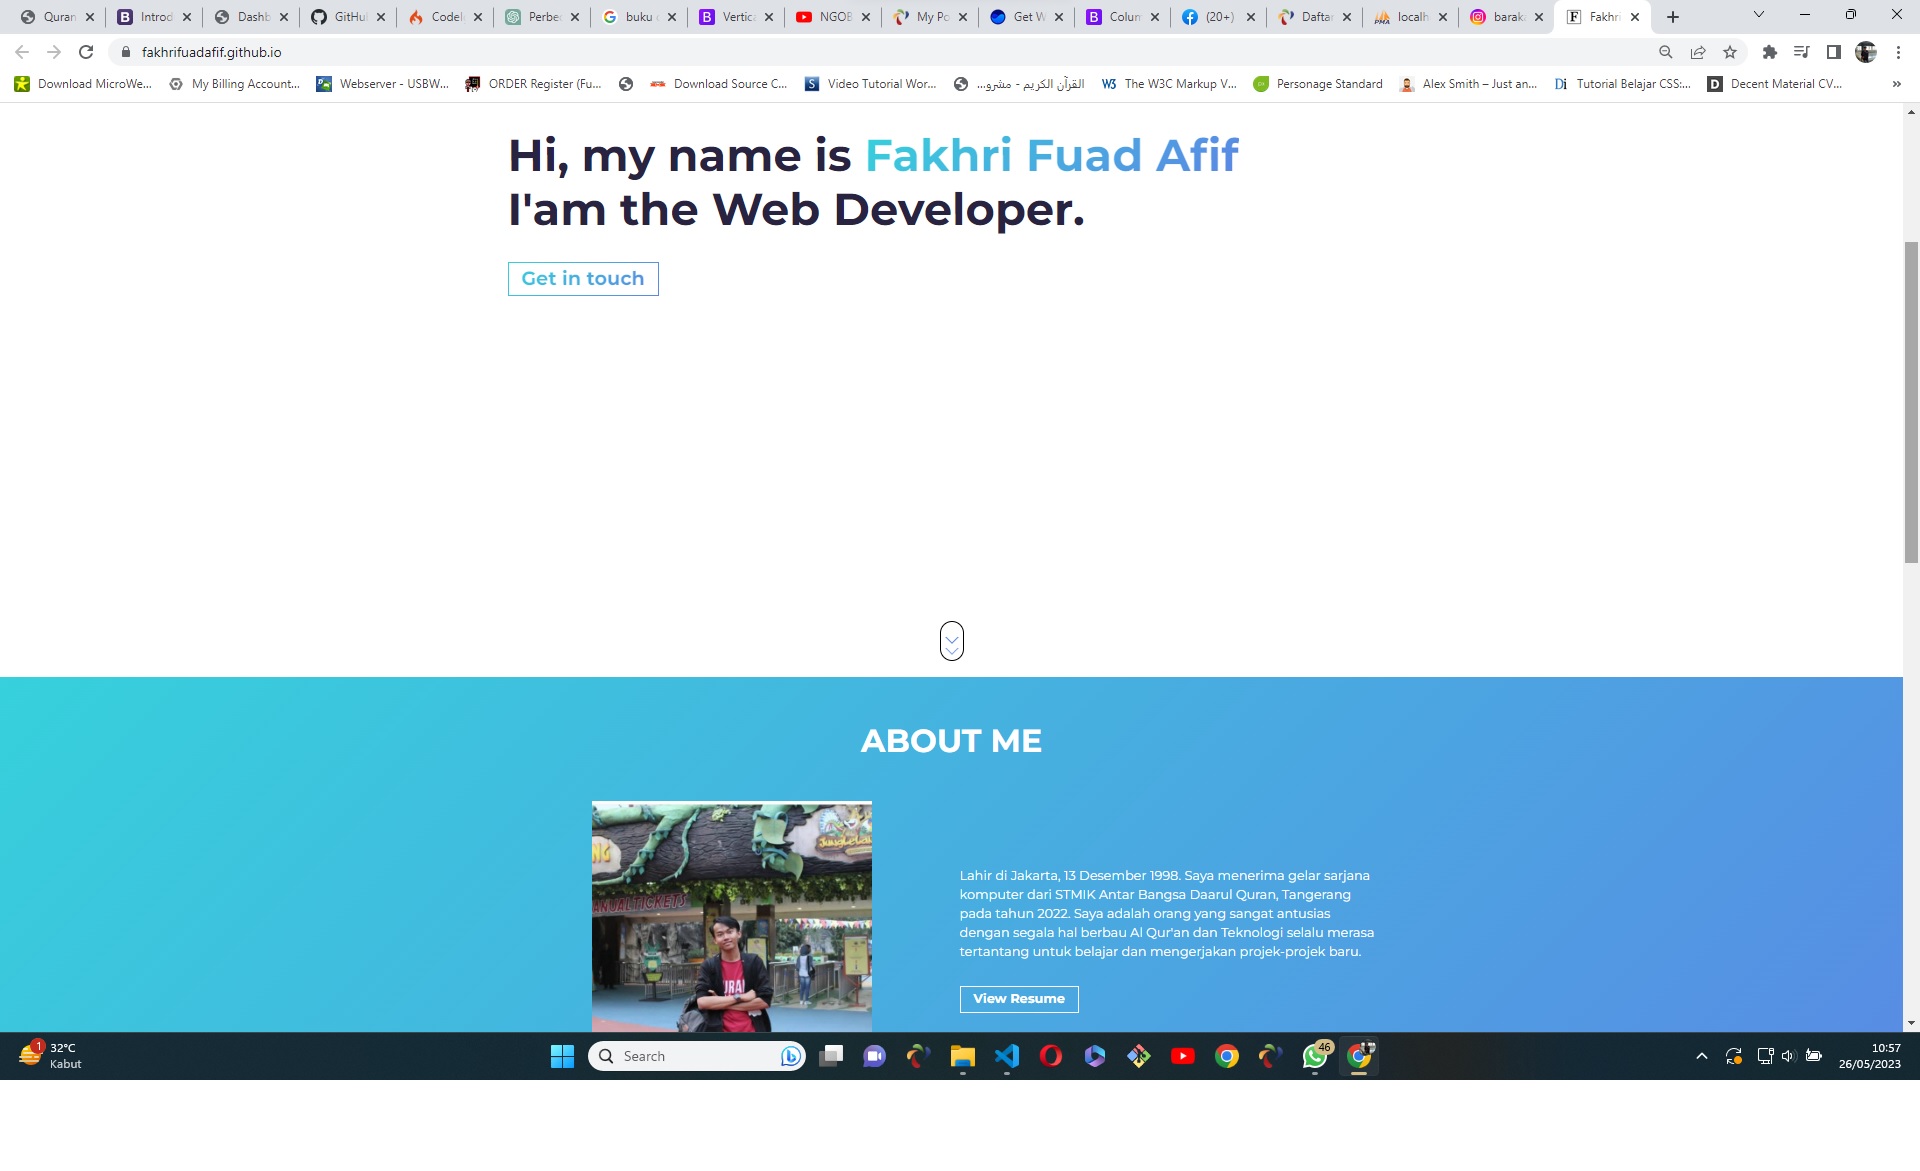 Quran
Introd
Dashb
GitHu
Codel
Perbe
buku
Vertic
NGOB
My Po
Get W
Colum
(20+)
Daftar
localh
barak
Fakhri
fakhrifuadafif.github.io
Download MicroWe...
My Billing Account...
Webserver - USBW...
ORDER Register (Fu...
Download Source C...
Video Tutorial Wor...
القرآن الكريم - مشرو...
The W3C Markup V...
Personage Standard
Alex Smith – Just an...
Tutorial Belajar CSS:...
Decent Material CV...
Hi, my name is Fakhri Fuad Afif
I'am the Web Developer.
Get in touch
ABOUT ME
ANUAL TICKETS
Lahir di Jakarta, 13 Desember 1998. Saya menerima gelar sarjana
komputer dari STMIK Antar Bangsa Daarul Quran, Tangerang
pada tahun 2022. Saya adalah orang yang sangat antusias
dengan segala hal berbau Al Qur'an dan Teknologi selalu merasa
tertantang untuk belajar dan mengerjakan projek-projek baru.
View Resume
1
32°C
Kabut
Search
46
10:57
26/05/2023